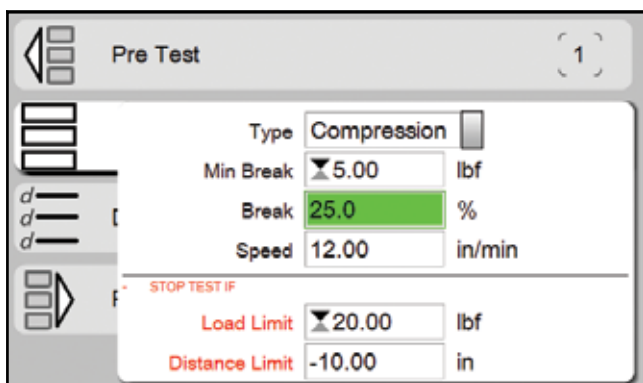 Pre Test 1
Type Compression
Min Break 5.00 lbf
Break 25.0 %
Speed 12.00 in/min
- STOP TEST IF
Load Limit 20.00 lbf
Distance Limit -10.00 in
d
d
d